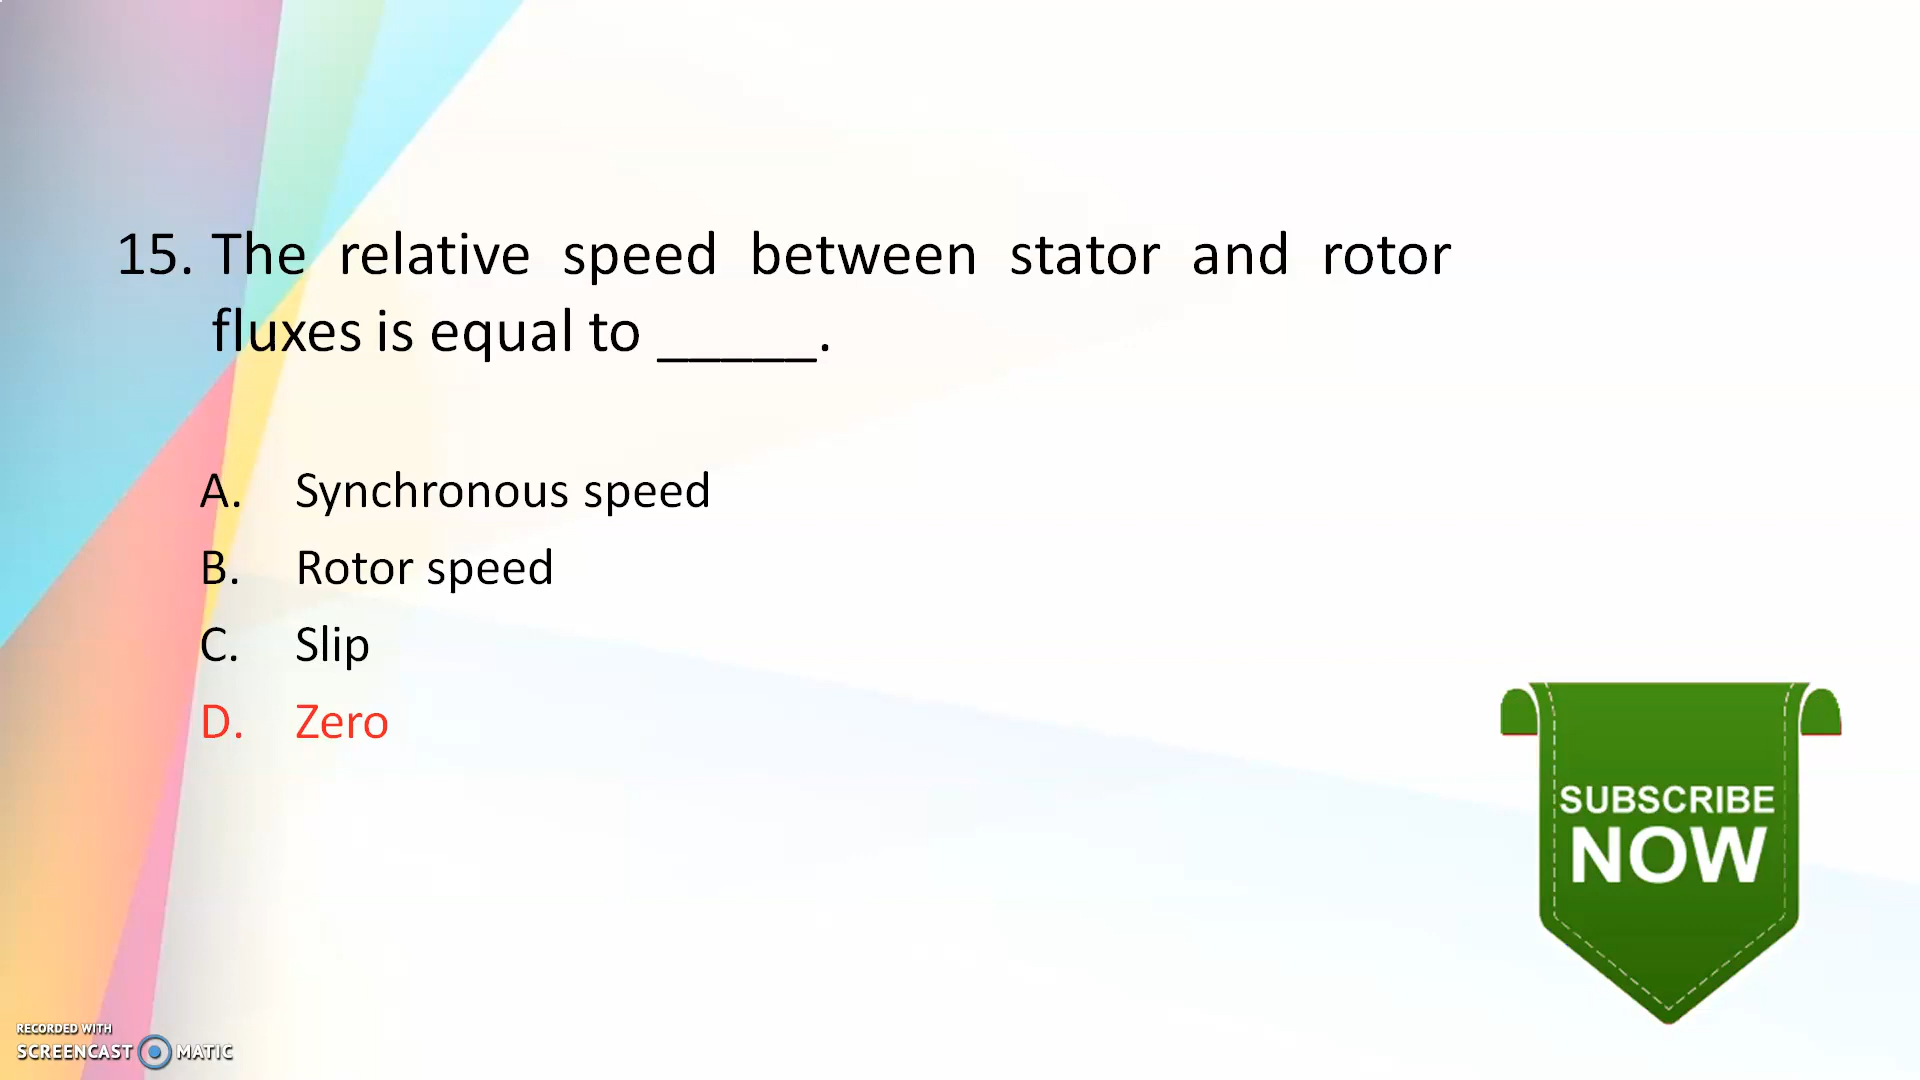 15. The relative speed between stator and rotor
fluxes is equal to _____.
A. Synchronous speed
B. Rotor speed
C. Slip
D. Zero
SUBSCRIBE
NOW
RECORDED WITH
SCREENCAST MATIC